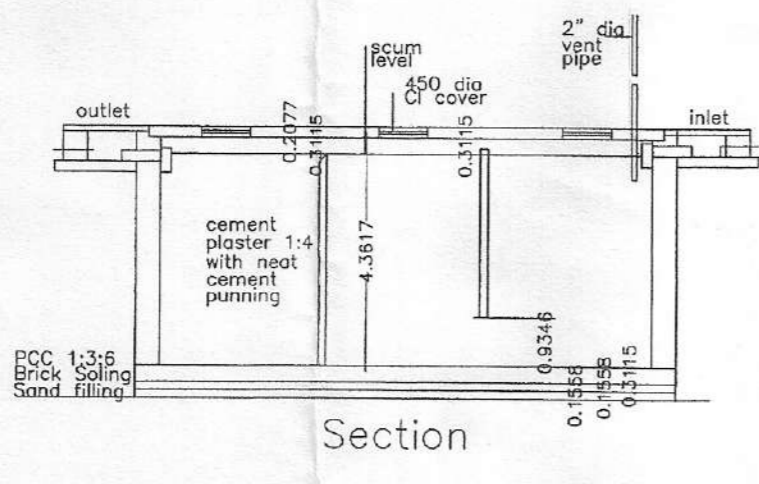 scum
level
2" dia
vent
pipe
450 dia
CI cover
outlet
inlet
0.2077
0.3115
0.3115
cement
plaster 1:4
with neat
cement
punning
4.3617
0.9346
PCC 1:3:6
Brick Soling
Sand filling
0.1558
0.1558
0.3115
Section